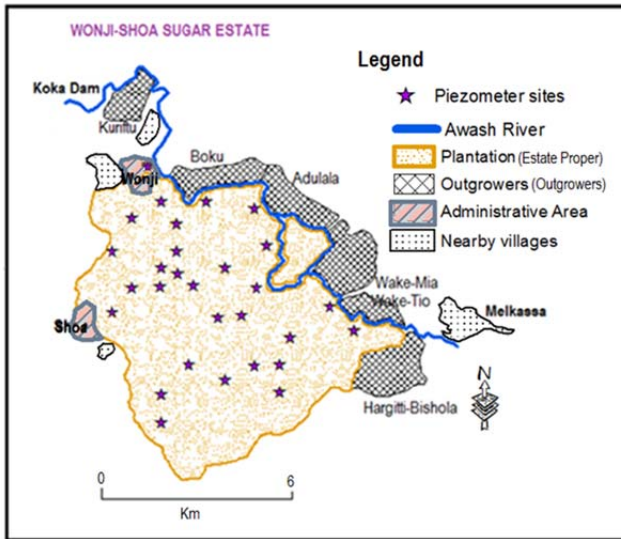 WONJI-SHOA SUGAR ESTATE
Legend
Koka Dam
Piezometer sites
Kuriftu
Awash River
Boku
Plantation (Estate Proper)
Wonji
Adulala
Outgrowers (Outgrowers)
Administrative Area
Nearby villages
Wake-Mia
Wake-Tio
Melkassa
Shoa
N
Hargitti-Bishola
0 6
Km